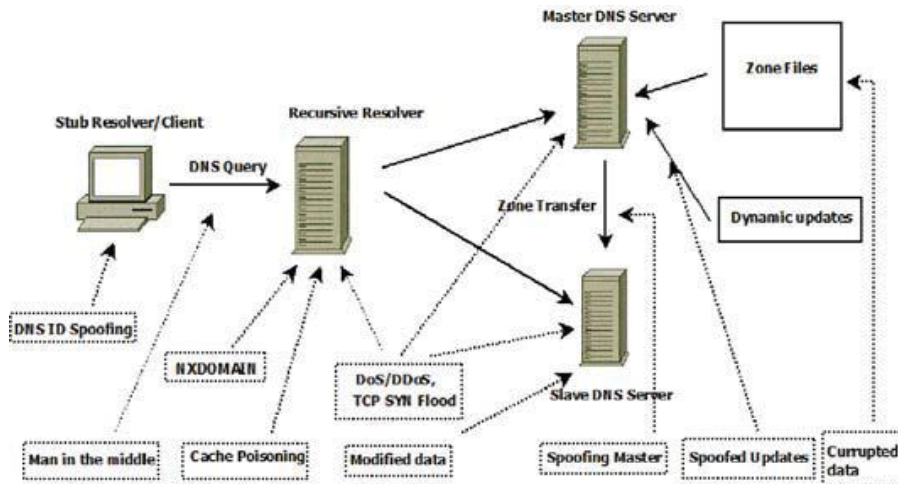 Master DNS Server
Zone Files
Stub Resolver/Client
Recursive Resolver
DNS Query
Zone Transfer
Dynamic updates
DNS ID Spoofing
NXDOMAIN
DoS/DDoS,
TCP SYN Flood
Slave DNS Server
Man in the middle
Cache Poisoning
Modified data
Spoofing Master
Spoofed Updates
Currupted
data